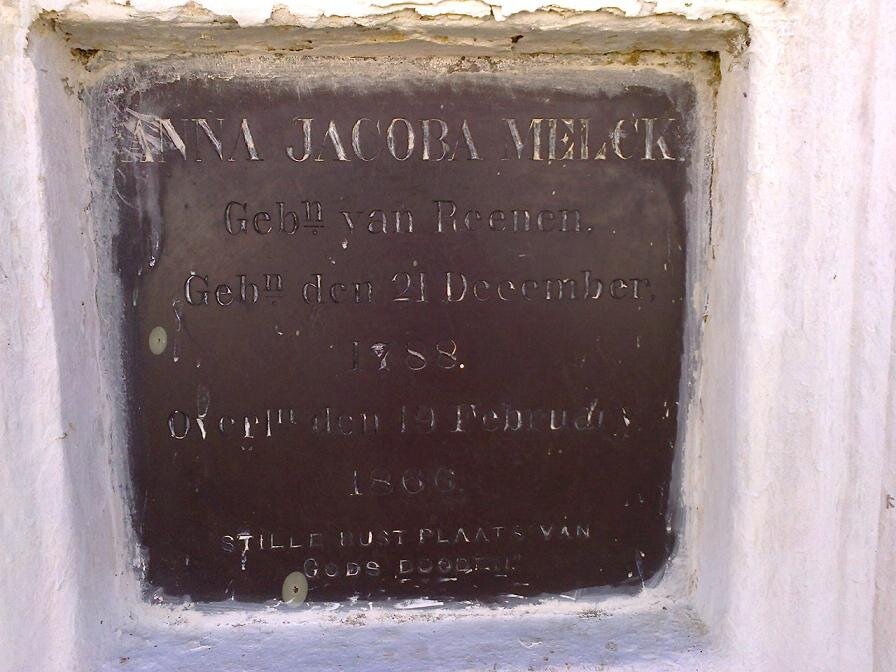 ANNA JACOBA MELCK
Gebn van Reenen.
Gebn den 21 December,
1788.
Overln den 19 February
1866.
STILLE RUST PLAATS VAN
GODS DOODEN"